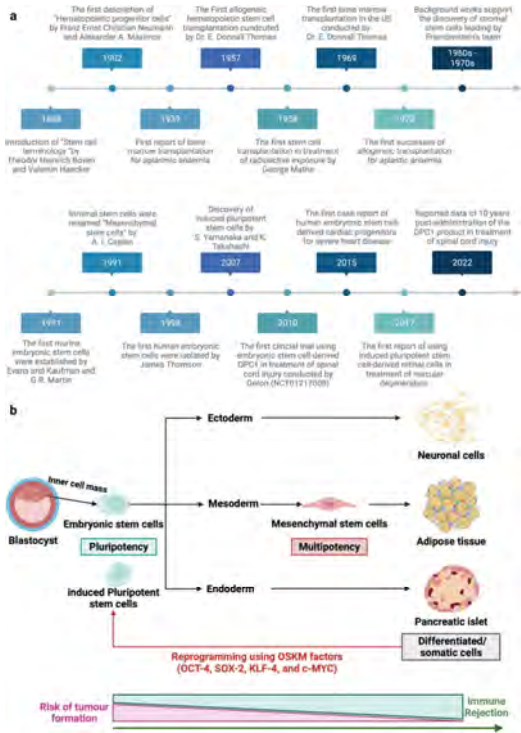 a
The first description of
"Hematopoietic progenitor cells"
by Franz Ernst Christian Neumann
and Alexander A. Maximov
The First allogeneic
hematopoietic stem cell
transplantation cunducted
by Dr. E. Donnall Thomas
The first bone marrow
transplantation in the US
conducted by
Dr. E. Donnall Thomas
Background works support
the discovery of stromal
stem cells leading by
team
1902
1957
1969
1960s-
1970s
1939
1958
1972
Introduction of "Stem cell
terminology" by
Theodor Heinrich Boveri
and Valentin Haecker
First report of bone
marrow transplantation
for aplastic anaemia
The first stem cell
transplantation in treatment
of radioactive exposure by
George Mathe
The first successes of
allogenic transplantation
for aplastic anemia
Stromal stem cells were
renamed "Mesenchymal
stem cells" by
A. I. Caplan
Discovery of
induced pluripotent
stem cells by
S. Yamanaka and K.
Takahashi
The first case report of
human embryonic stem cell-
derived cardiac progenitors
for severe heart disease
Reported data of 10 years
post-administration of the
OPC1 product in
treatment of spinal cord injury
1991
2007
2015
2022
1998
2010
2017
The first murine
embryonic stem cells
were established by
Evans and Kaufman and
G.R. Martin
The first human embryonic
stem cells were isolated by
James Thomson
The first clinical trial using
embryonic stem cell-derived
OPC1 in treatment of spinal
cord injury conducted by
Geron (NCT01217008)
The first report of using
induced pluripotent stem
cell-derived retinal cells in
treatment of macular
degeneration
b
Ectoderm
Neuronal cells
Inner cell mass
Blastocyst
Embryonic stem cells
Pluripotency
Mesoderm
Mesenchymal stem cells
Multipotency
Adipose tissue
induced Pluripotent
stem cells
Endoderm
Pancreatic islet
Differentiated/
somatic cells
Reprogramming using OSKM factors
(OCT-4, SOX-2, KLF-4, and c-MYC)
Risk of tumour
formation
Immune
Rejection